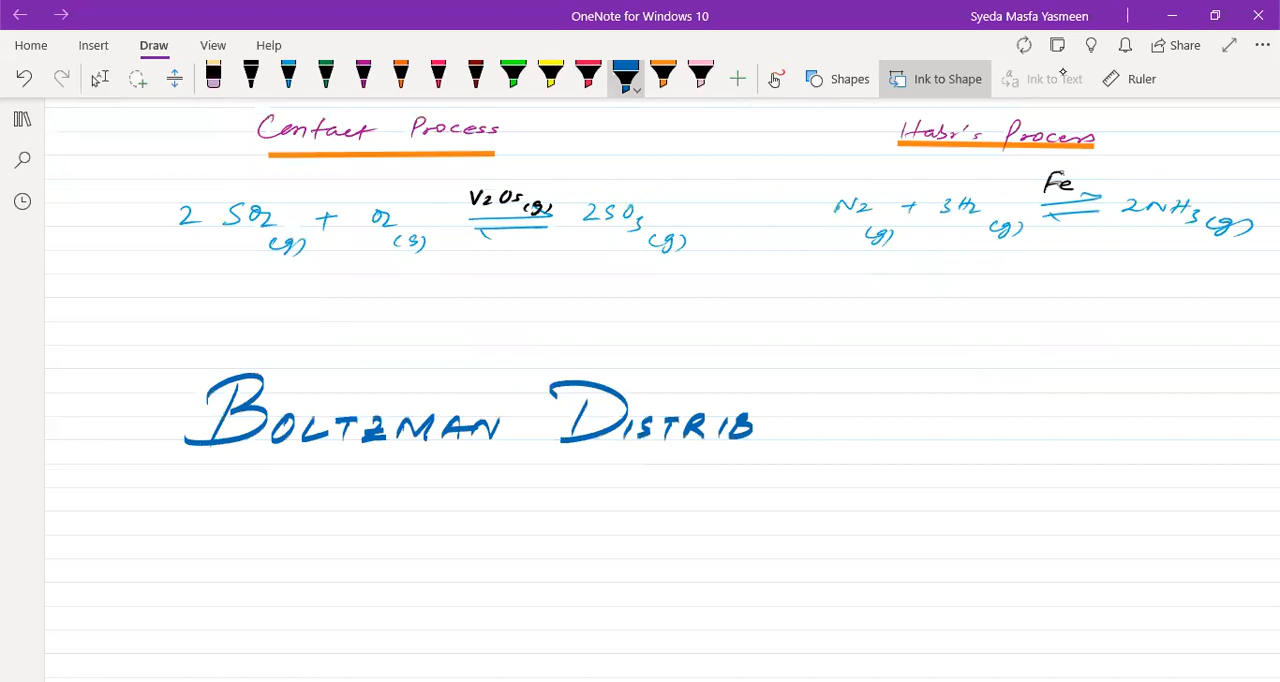 OneNote for Windows 10
Syeda Masfa Yasmeen
Home Insert Draw View Help
Share
Shapes Ink to Shape Ink to Text Ruler
Contact Process
Habr's Process
2 SO2 (g) + O2 (g) V2O5 (g) ⇌ 2SO3 (g)
N2 (g) + 3H2 (g) Fe ⇌ 2NH3 (g)
BOLTZMAN DISTRIB